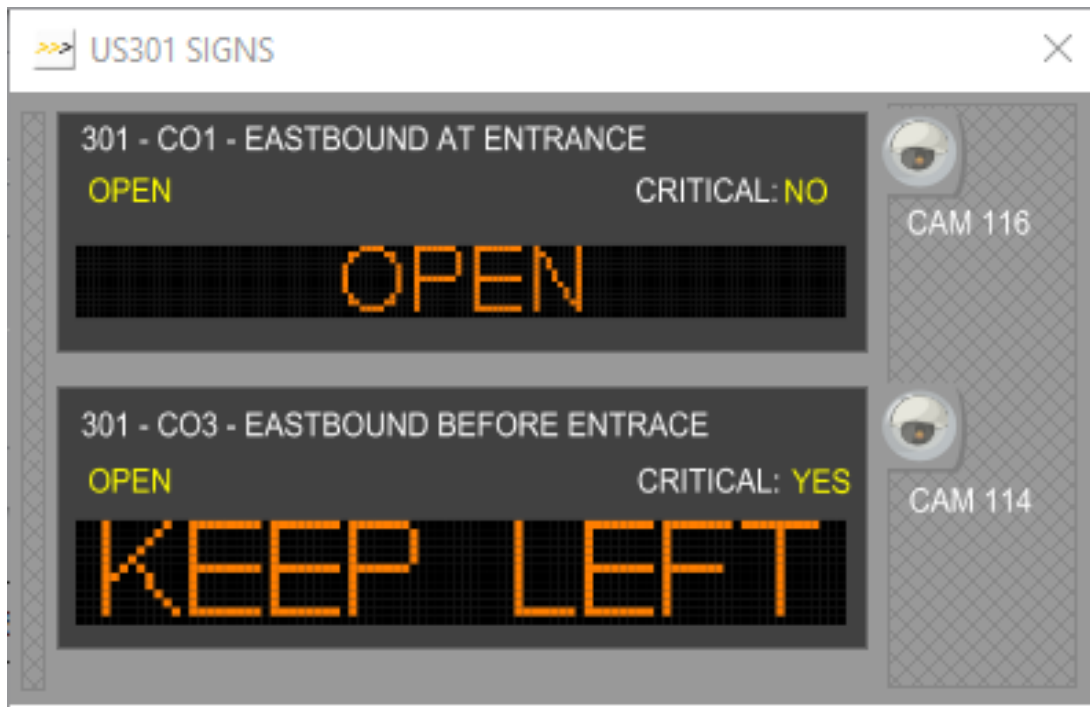 >>> US301 SIGNS
301 - CO1 - EASTBOUND AT ENTRANCE
OPEN CRITICAL: NO
CAM 116
OPEN
301 - CO3 - EASTBOUND BEFORE ENTRACE
OPEN CRITICAL: YES
CAM 114
KEEP LEFT